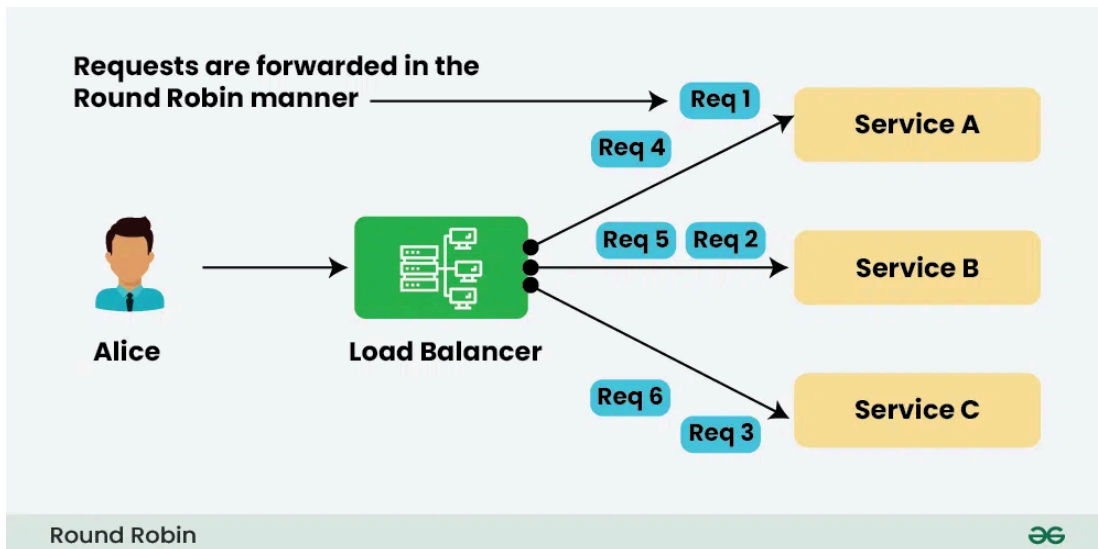 Requests are forwarded in the
Round Robin manner
Req 1
Service A
Req 4
Req 5
Req 2
Service B
Alice
Load Balancer
Req 6
Req 3
Service C
Round Robin